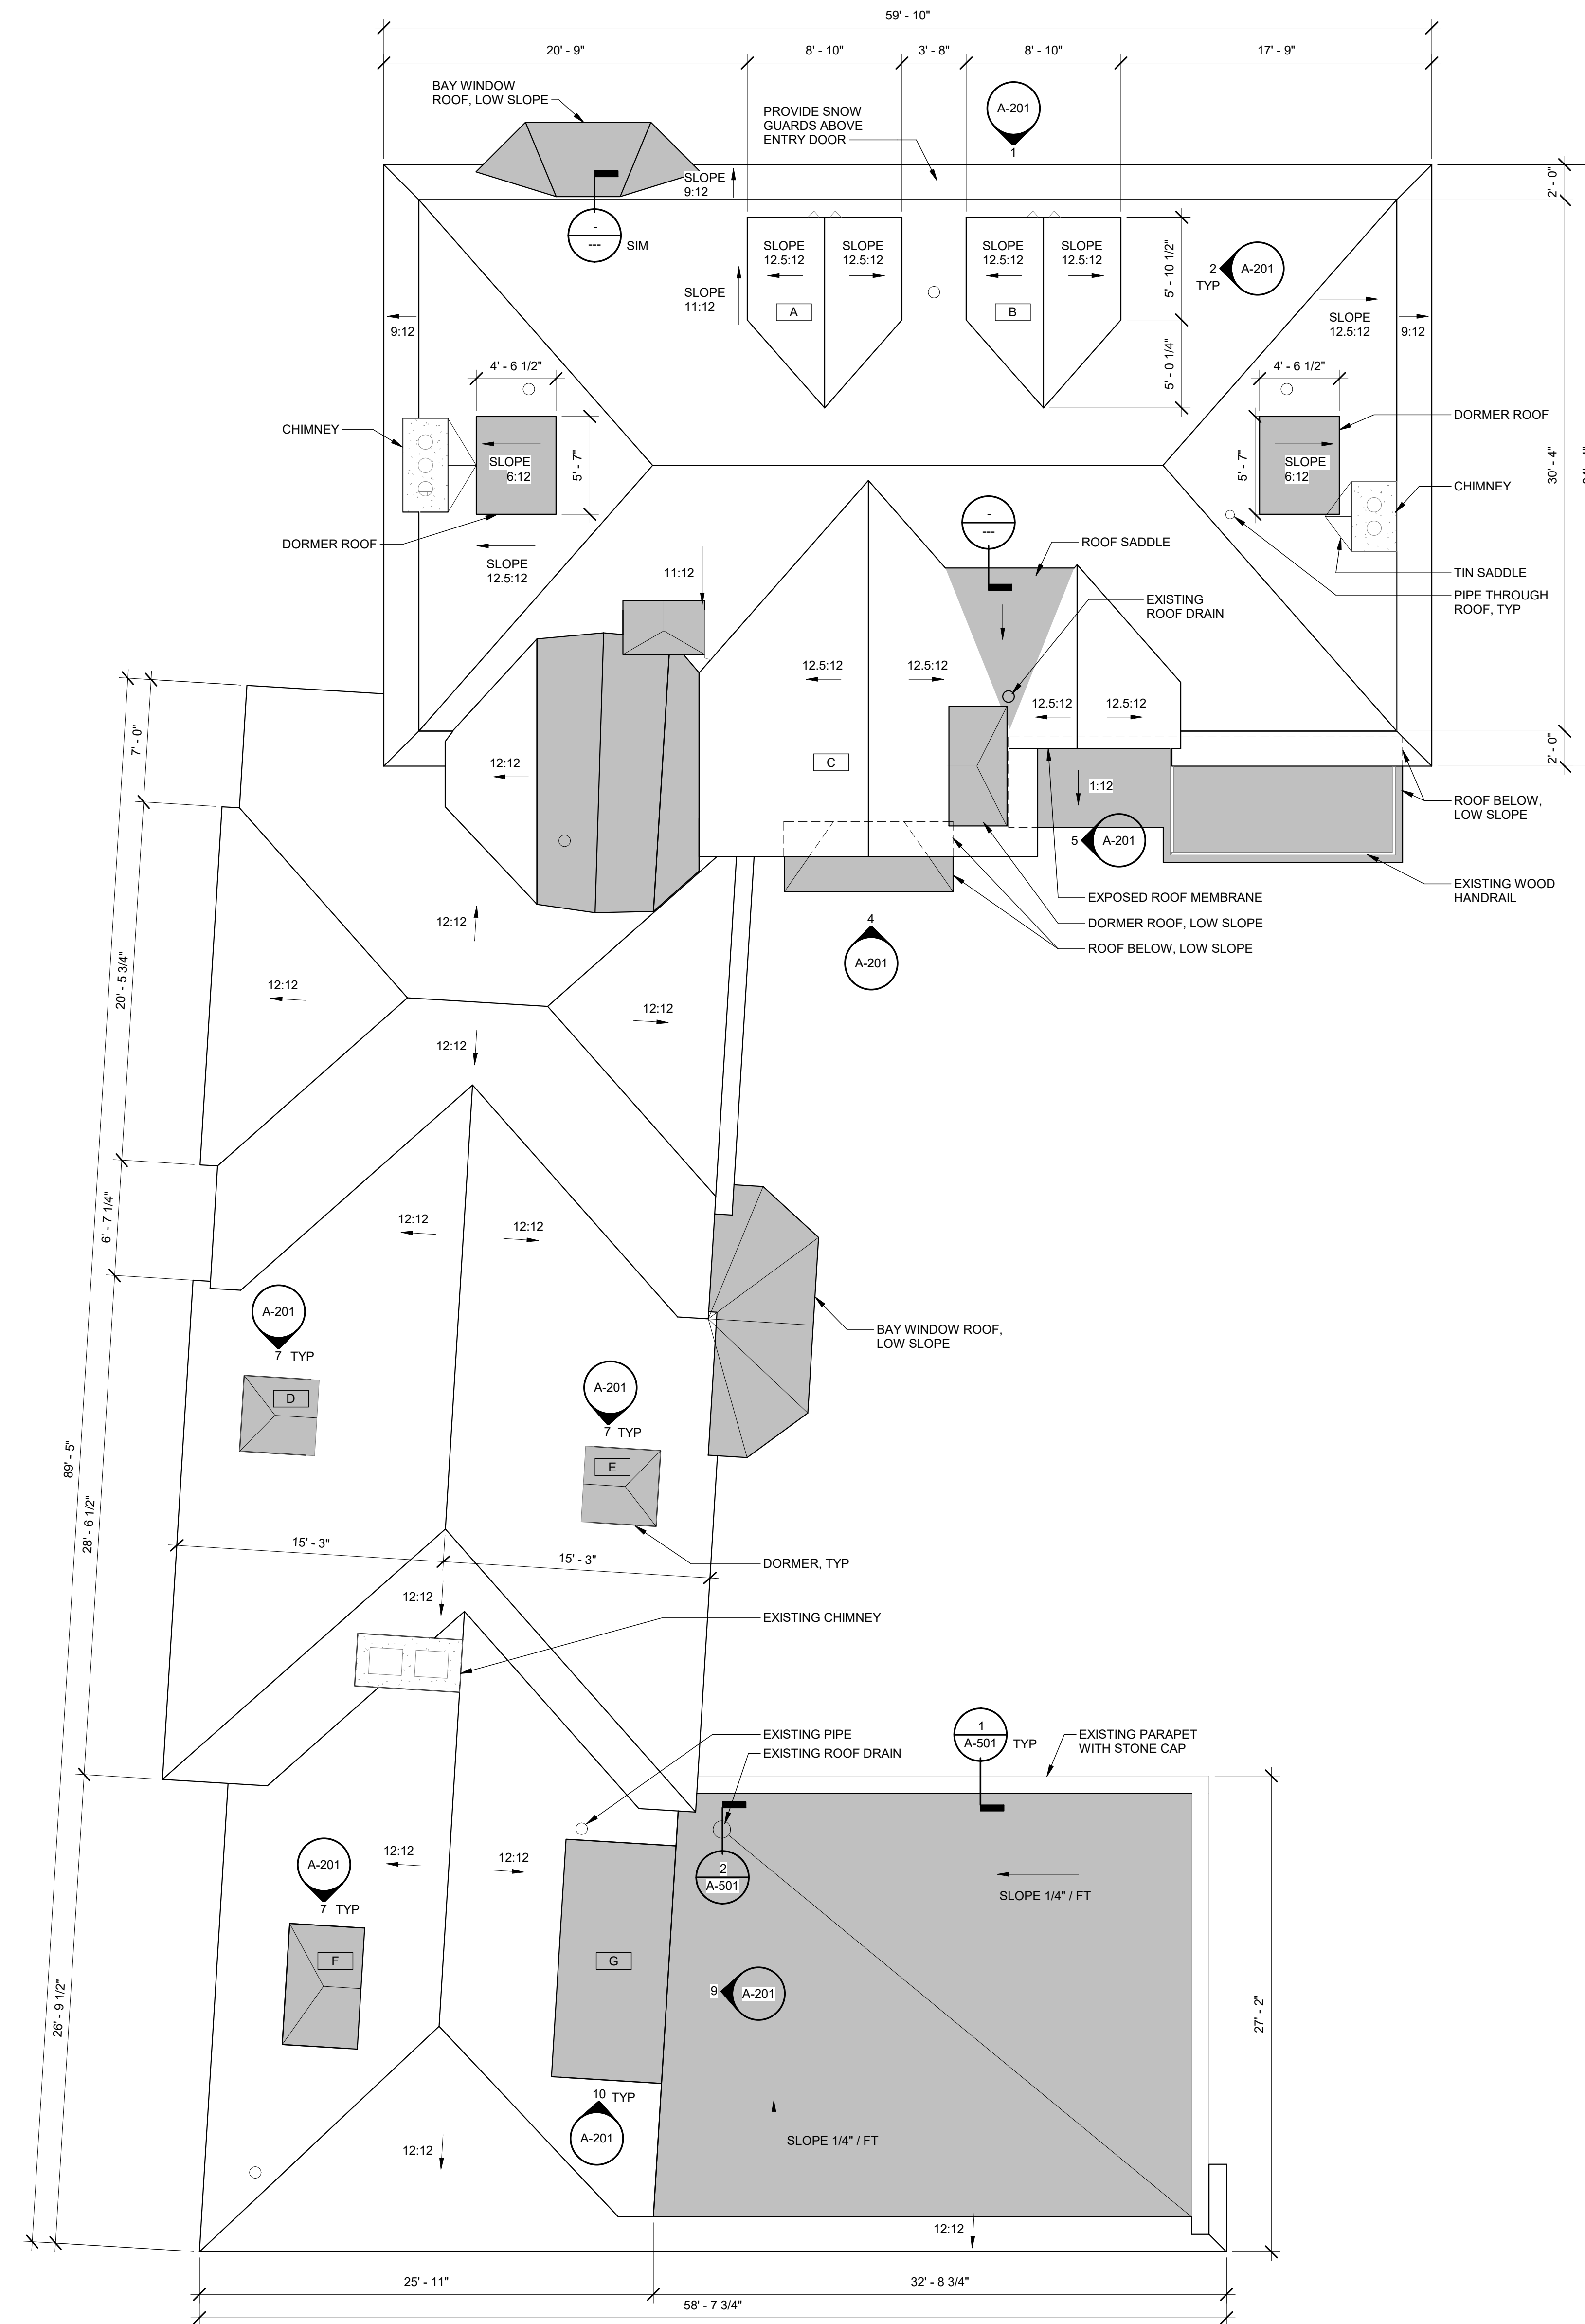 59' - 10"
20' - 9"
8' - 10"
3' - 8"
8' - 10"
17' - 9"
BAY WINDOW
ROOF, LOW SLOPE
PROVIDE SNOW
GUARDS ABOVE
ENTRY DOOR
A-201
1
2' - 0"
SLOPE
9:12
-
---
SIM
SLOPE
12.5:12
SLOPE
12.5:12
SLOPE
12.5:12
SLOPE
12.5:12
5' - 10 1/2"
2
TYP
A-201
SLOPE
11:12
A
B
9:12
SLOPE
12.5:12
9:12
5' - 0 1/4"
4' - 6 1/2"
4' - 6 1/2"
CHIMNEY
DORMER ROOF
SLOPE
6:12
5' - 7"
5' - 7"
SLOPE
6:12
30' - 4"
CHIMNEY
DORMER ROOF
SLOPE
12.5:12
-
---
ROOF SADDLE
11:12
TIN SADDLE
EXISTING
ROOF DRAIN
PIPE THROUGH
ROOF, TYP
12.5:12
12.5:12
12.5:12
12.5:12
7' - 0"
2' - 0"
12:12
C
1:12
ROOF BELOW,
LOW SLOPE
5
A-201
EXISTING WOOD
HANDRAIL
EXPOSED ROOF MEMBRANE
DORMER ROOF, LOW SLOPE
ROOF BELOW, LOW SLOPE
4
A-201
12:12
20' - 5 3/4"
12:12
12:12
12:12
6' - 7 1/4"
12:12
12:12
A-201
7 TYP
BAY WINDOW ROOF,
LOW SLOPE
D
A-201
7 TYP
E
89' - 5"
28' - 6 1/2"
15' - 3"
15' - 3"
DORMER, TYP
12:12
EXISTING CHIMNEY
EXISTING PIPE
EXISTING ROOF DRAIN
1
A-501
TYP
EXISTING PARAPET
WITH STONE CAP
12:12
12:12
A-201
7 TYP
2
A-501
SLOPE 1/4" / FT
F
G
9
A-201
26' - 9 1/2"
27' - 2"
10 TYP
A-201
12:12
SLOPE 1/4" / FT
12:12
25' - 11"
32' - 8 3/4"
58' - 7 3/4"